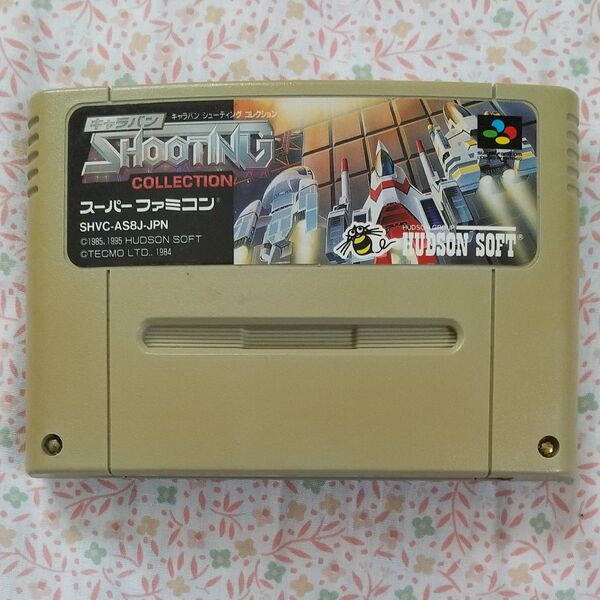 キャラバン
キャラバン シューティング コレクション
SHOOTING
COLLECTION
スーパーファミコン®
SHVC-AS8J-JPN
©1985, 1995 HUDSON SOFT
©TECMO LTD., 1984
HUDSON GROUP
HUDSON SOFT®